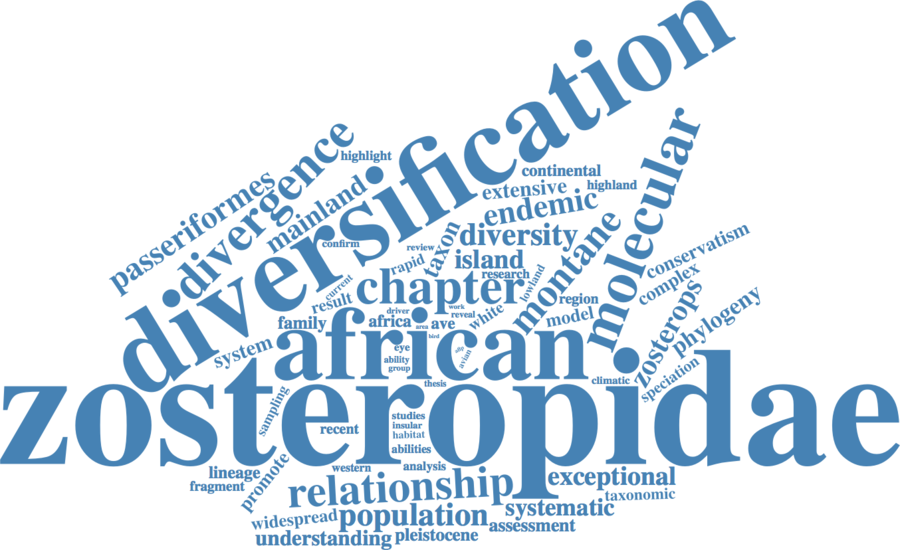 diversification
molecular
divergence
highlight
passeriformes
mainland
continental
extensive
highland
endemic
confirm
review
taxon
diversity
montane
conservatism
complex
rapid
island
research
lowland
current
result
chapter
region
zosterops
phylogeny
driver
work
reveal
white
model
family
africa
area
ave
bird
system
african
eye
ability
group
avian
climatic
speciation
thesis
zosteropidae
sampling
recent
studies
insular
habitat
abilities
lineage
fragment
promote
western
analysis
relationship
exceptional
taxonomic
widespread
population
systematic
assessment
understanding
pleistocene